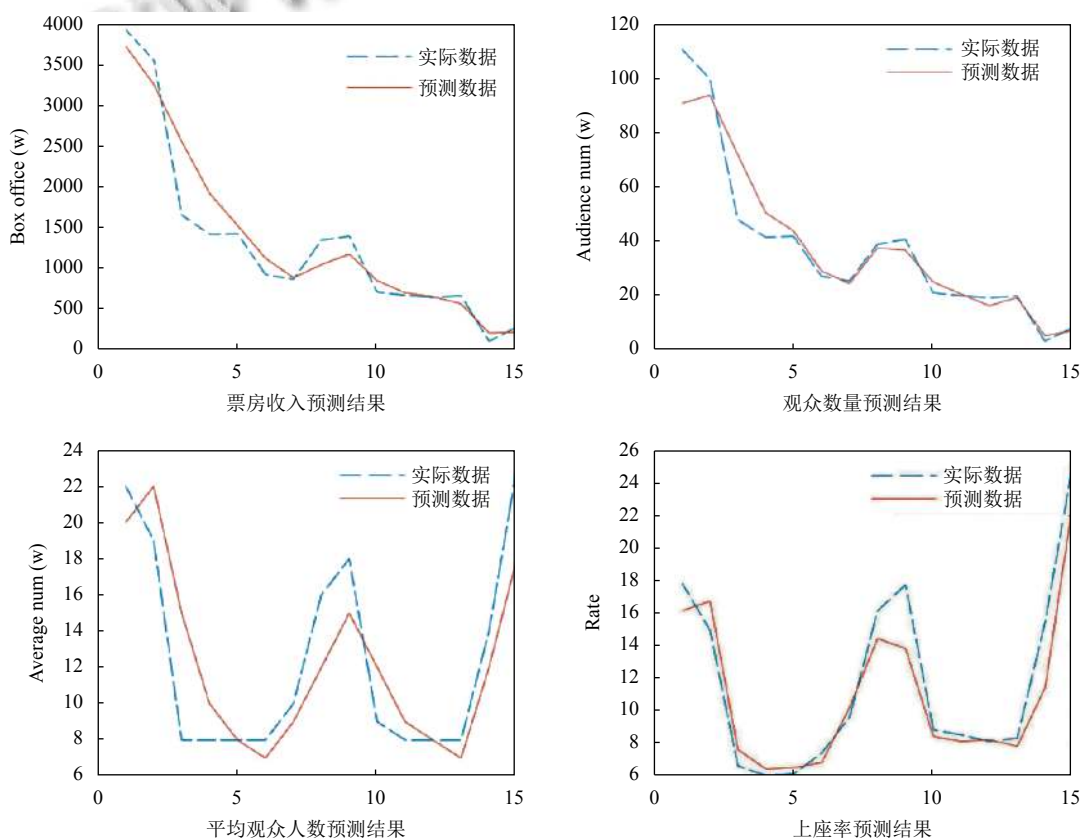 4000
3500
3000
2500
2000
1500
1000
500
0
Box office (w)
实际数据
预测数据
0 5 10 15
票房收入预测结果
120
100
80
60
40
20
0
Audience num (w)
实际数据
预测数据
0 5 10 15
观众数量预测结果
24
22
20
18
16
14
12
10
8
6
Average num (w)
实际数据
预测数据
0 5 10 15
平均观众人数预测结果
26
24
22
20
18
16
14
12
10
8
6
Rate
实际数据
预测数据
0 5 10 15
上座率预测结果